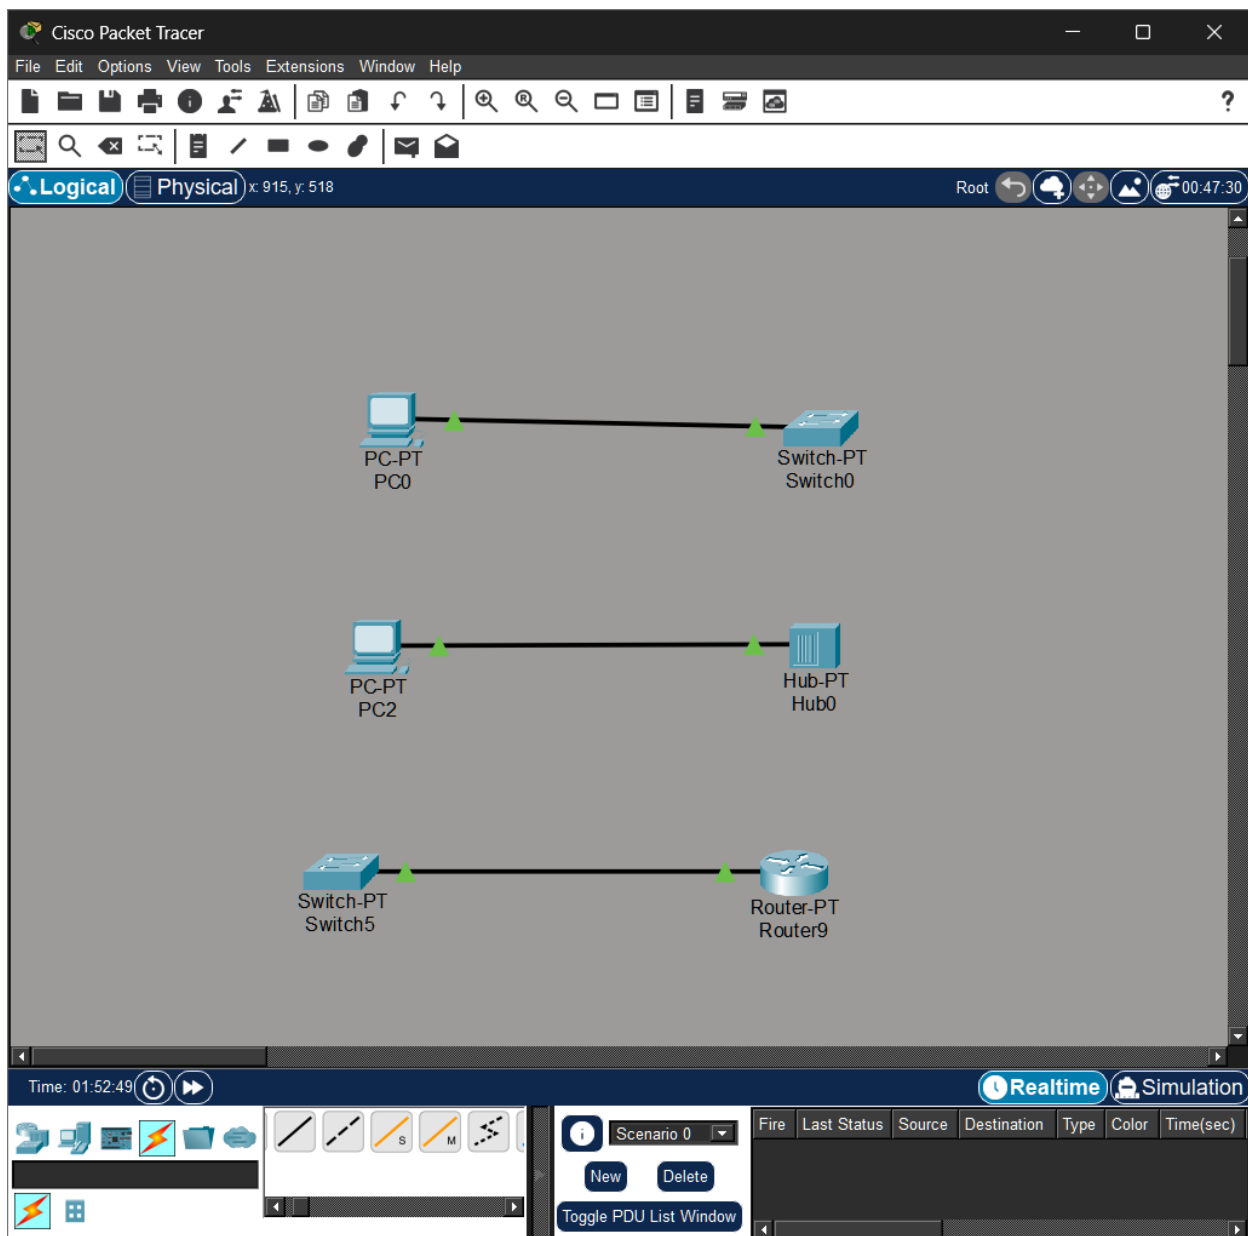 Cisco Packet Tracer
File Edit Options View Tools Extensions Window Help
?
Logical Physical x: 915, y: 518 Root 00:47:30
PC-PT
PC0
Switch-PT
Switch0
PC-PT
PC2
Hub-PT
Hub0
Switch-PT
Switch5
Router-PT
Router9
Time: 01:52:49 Realtime Simulation
S M
Scenario 0
New Delete
Toggle PDU List Window
Fire Last Status Source Destination Type Color Time(sec)